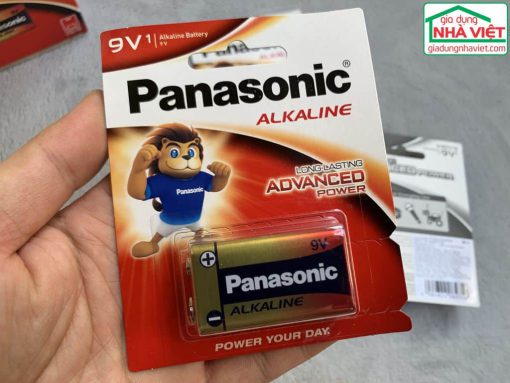 gia dụng
NHÀ VIỆT
giadungnhaviet.com
9V 1
Alkaline Battery
9V
Panasonic®
ALKALINE
LONG LASTING
ADVANCED
POWER
Panasonic
9V
Panasonic
ALKALINE
POWER YOUR DAY.
9V